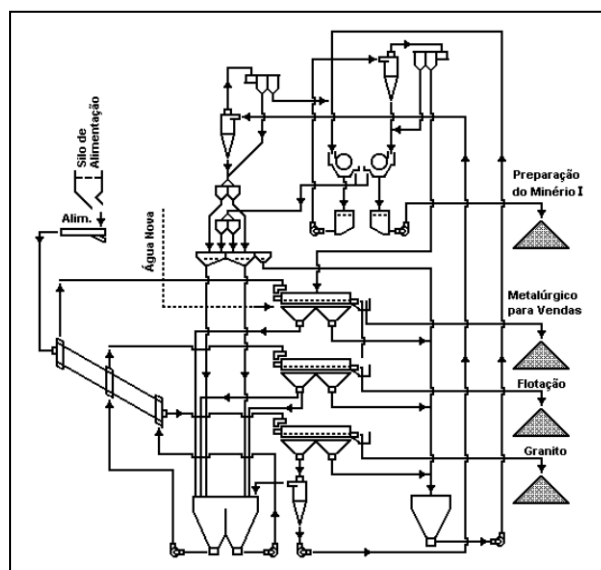 Silo de
Alimentação
Alim.
Água Nova
Preparação
do Minério I
Metalúrgico
para Vendas
Flotação
Granito